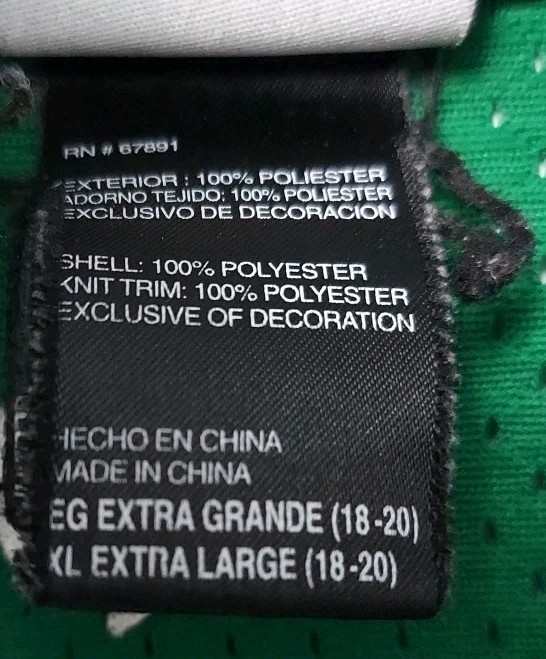 RN # 67891
EXTERIOR : 100% POLIESTER
ADORNO TEJIDO: 100% POLIESTER
EXCLUSIVO DE DECORACION
SHELL: 100% POLYESTER
KNIT TRIM: 100% POLYESTER
EXCLUSIVE OF DECORATION
HECHO EN CHINA
MADE IN CHINA
EG EXTRA GRANDE (18-20)
XL EXTRA LARGE (18-20)